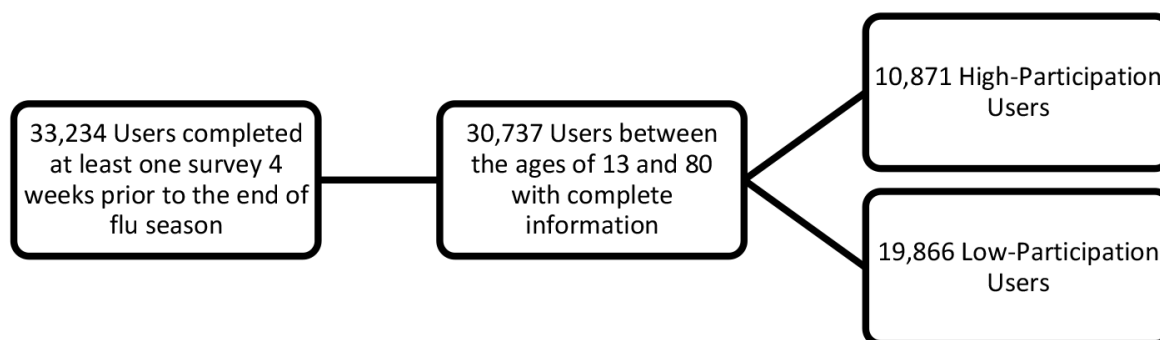 33,234 Users completed
at least one survey 4
weeks prior to the end of
flu season
30,737 Users between
the ages of 13 and 80
with complete
information
10,871 High-Participation
Users
19,866 Low-Participation
Users